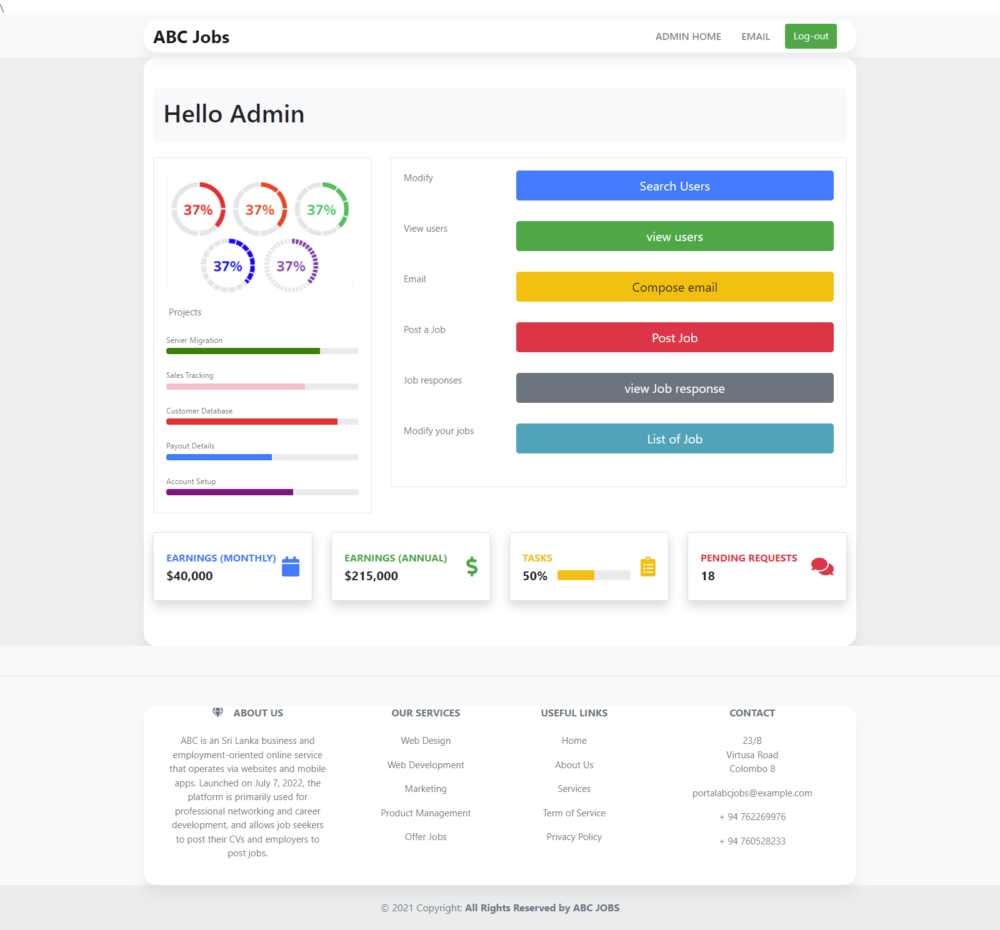 \
ABC Jobs
ADMIN HOME
EMAIL
Log-out
Hello Admin
37%
37%
37%
37%
37%
Projects
Server Migration
Sales Tracking
Customer Database
Payout Details
Account Setup
Modify
Search Users
View users
view users
Email
Compose email
Post a Job
Post Job
Job responses
view Job response
Modify your jobs
List of Job
EARNINGS (MONTHLY)
$40,000
EARNINGS (ANNUAL)
$215,000
TASKS
50%
PENDING REQUESTS
18
ABOUT US
ABC is an Sri Lanka business and
employment-oriented online service
that operates via websites and mobile
apps. Launched on July 7, 2022, the
platform is primarily used for
professional networking and career
development, and allows job seekers
to post their CVs and employers to
post jobs.
OUR SERVICES
Web Design
Web Development
Marketing
Product Management
Offer Jobs
USEFUL LINKS
Home
About Us
Services
Term of Service
Privacy Policy
CONTACT
23/B
Virtusa Road
Colombo 8
portalabcjobs@example.com
+ 94 762269976
+ 94 760528233
© 2021 Copyright: All Rights Reserved by ABC JOBS